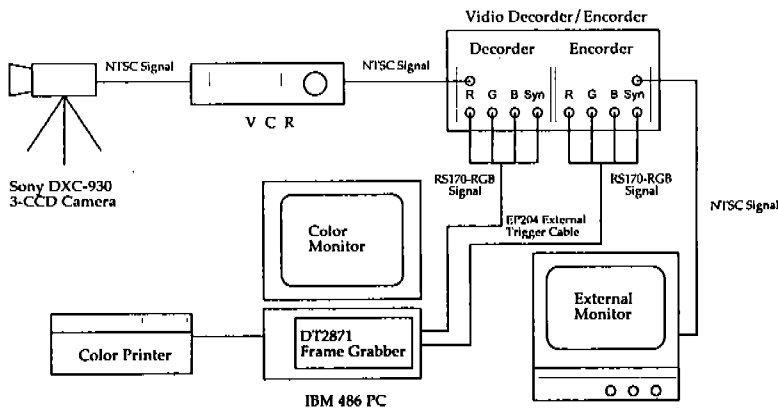 Vidio Decorder/Encorder
NTSC Signal
NTSC Signal
Decorder
Encorder
R G B Syn
R G B Syn
V C R
Sony DXC-930
3-CCD Camera
RS170-RGB
Signal
RS170-RGB
Signal
NTSC Signal
EP204 External
Trigger Cable
Color
Monitor
External
Monitor
DT2871
Frame Grabber
Color Printer
IBM 486 PC